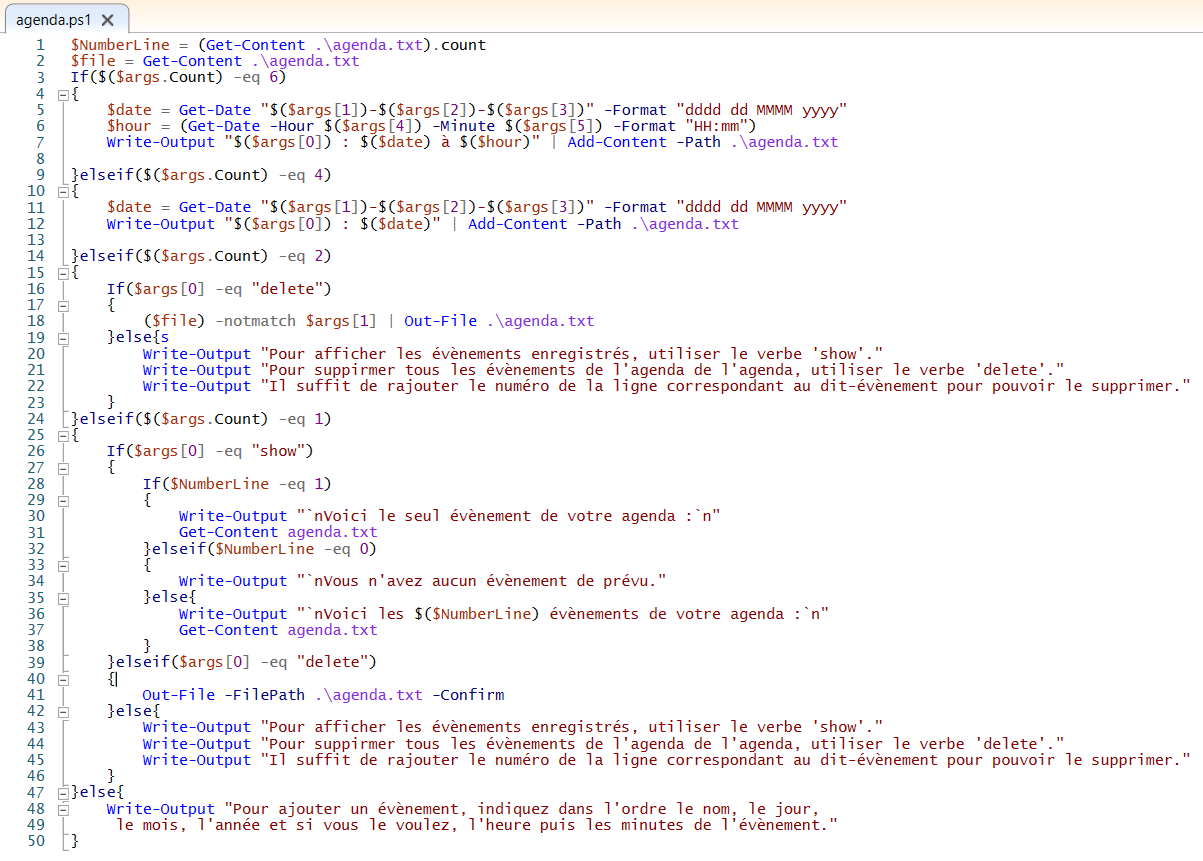 agenda.ps1
1 $NumberLine = (Get-Content .\agenda.txt).count
2 $file = Get-Content .\agenda.txt
3 If($($args.Count) -eq 6)
4 {
5 $date = Get-Date "$($args[1])-$($args[2])-$($args[3])" -Format "dddd dd MMMM yyyy"
6 $hour = (Get-Date -Hour $($args[4]) -Minute $($args[5]) -Format "HH:mm")
7 Write-Output "$($args[0]) : $($date) à $($hour)" | Add-Content -Path .\agenda.txt
8
9 }elseif($($args.Count) -eq 4)
10 {
11 $date = Get-Date "$($args[1])-$($args[2])-$($args[3])" -Format "dddd dd MMMM yyyy"
12 Write-Output "$($args[0]) : $($date)" | Add-Content -Path .\agenda.txt
13
14 }elseif($($args.Count) -eq 2)
15 {
16 If($args[0] -eq "delete")
17 {
18 ($file) -notmatch $args[1] | Out-File .\agenda.txt
19 }else{s
20 Write-Output "Pour afficher les évènements enregistrés, utiliser le verbe 'show'."
21 Write-Output "Pour suppirmer tous les évènements de l'agenda de l'agenda, utiliser le verbe 'delete'."
22 Write-Output "Il suffit de rajouter le numéro de la ligne correspondant au dit-évènement pour pouvoir le supprimer."
23 }
24 }elseif($($args.Count) -eq 1)
25 {
26 If($args[0] -eq "show")
27 {
28 If($NumberLine -eq 1)
29 {
30 Write-Output "`nVoici le seul évènement de votre agenda :`n"
31 Get-Content agenda.txt
32 }elseif($NumberLine -eq 0)
33 {
34 Write-Output "`nVous n'avez aucun évènement de prévu."
35 }else{
36 Write-Output "`nVoici les $($NumberLine) évènements de votre agenda :`n"
37 Get-Content agenda.txt
38 }
39 }elseif($args[0] -eq "delete")
40 {
41 Out-File -FilePath .\agenda.txt -Confirm
42 }else{
43 Write-Output "Pour afficher les évènements enregistrés, utiliser le verbe 'show'."
44 Write-Output "Pour suppirmer tous les évènements de l'agenda de l'agenda, utiliser le verbe 'delete'."
45 Write-Output "Il suffit de rajouter le numéro de la ligne correspondant au dit-évènement pour pouvoir le supprimer."
46 }
47 }else{
48 Write-Output "Pour ajouter un évènement, indiquez dans l'ordre le nom, le jour,
49 le mois, l'année et si vous le voulez, l'heure puis les minutes de l'évènement."
50 }